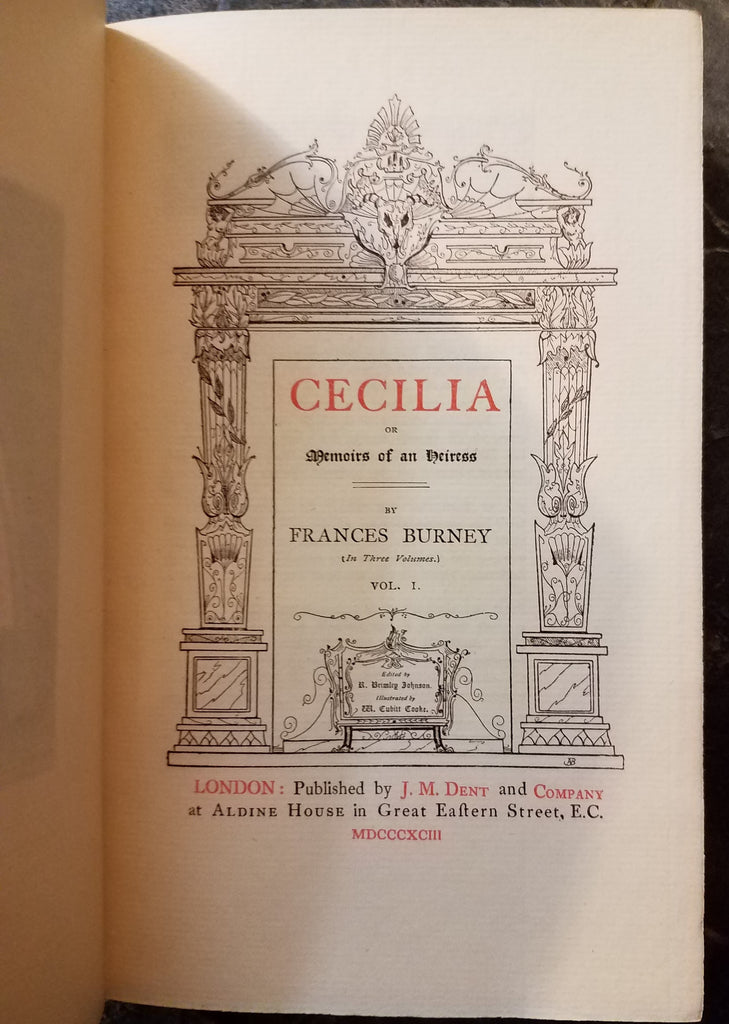 CECILIA
OR
Memoirs of an Heiress
BY
FRANCES BURNEY
(In Three Volumes.)
VOL. I.
Edited by
R. Brimley Johnson.
Illustrated by
W. Cubitt Cooke.
LONDON: Published by J. M. DENT and COMPANY
at ALDINE HOUSE in Great Eaſtern Street, E.C.
MDCCCXCIII